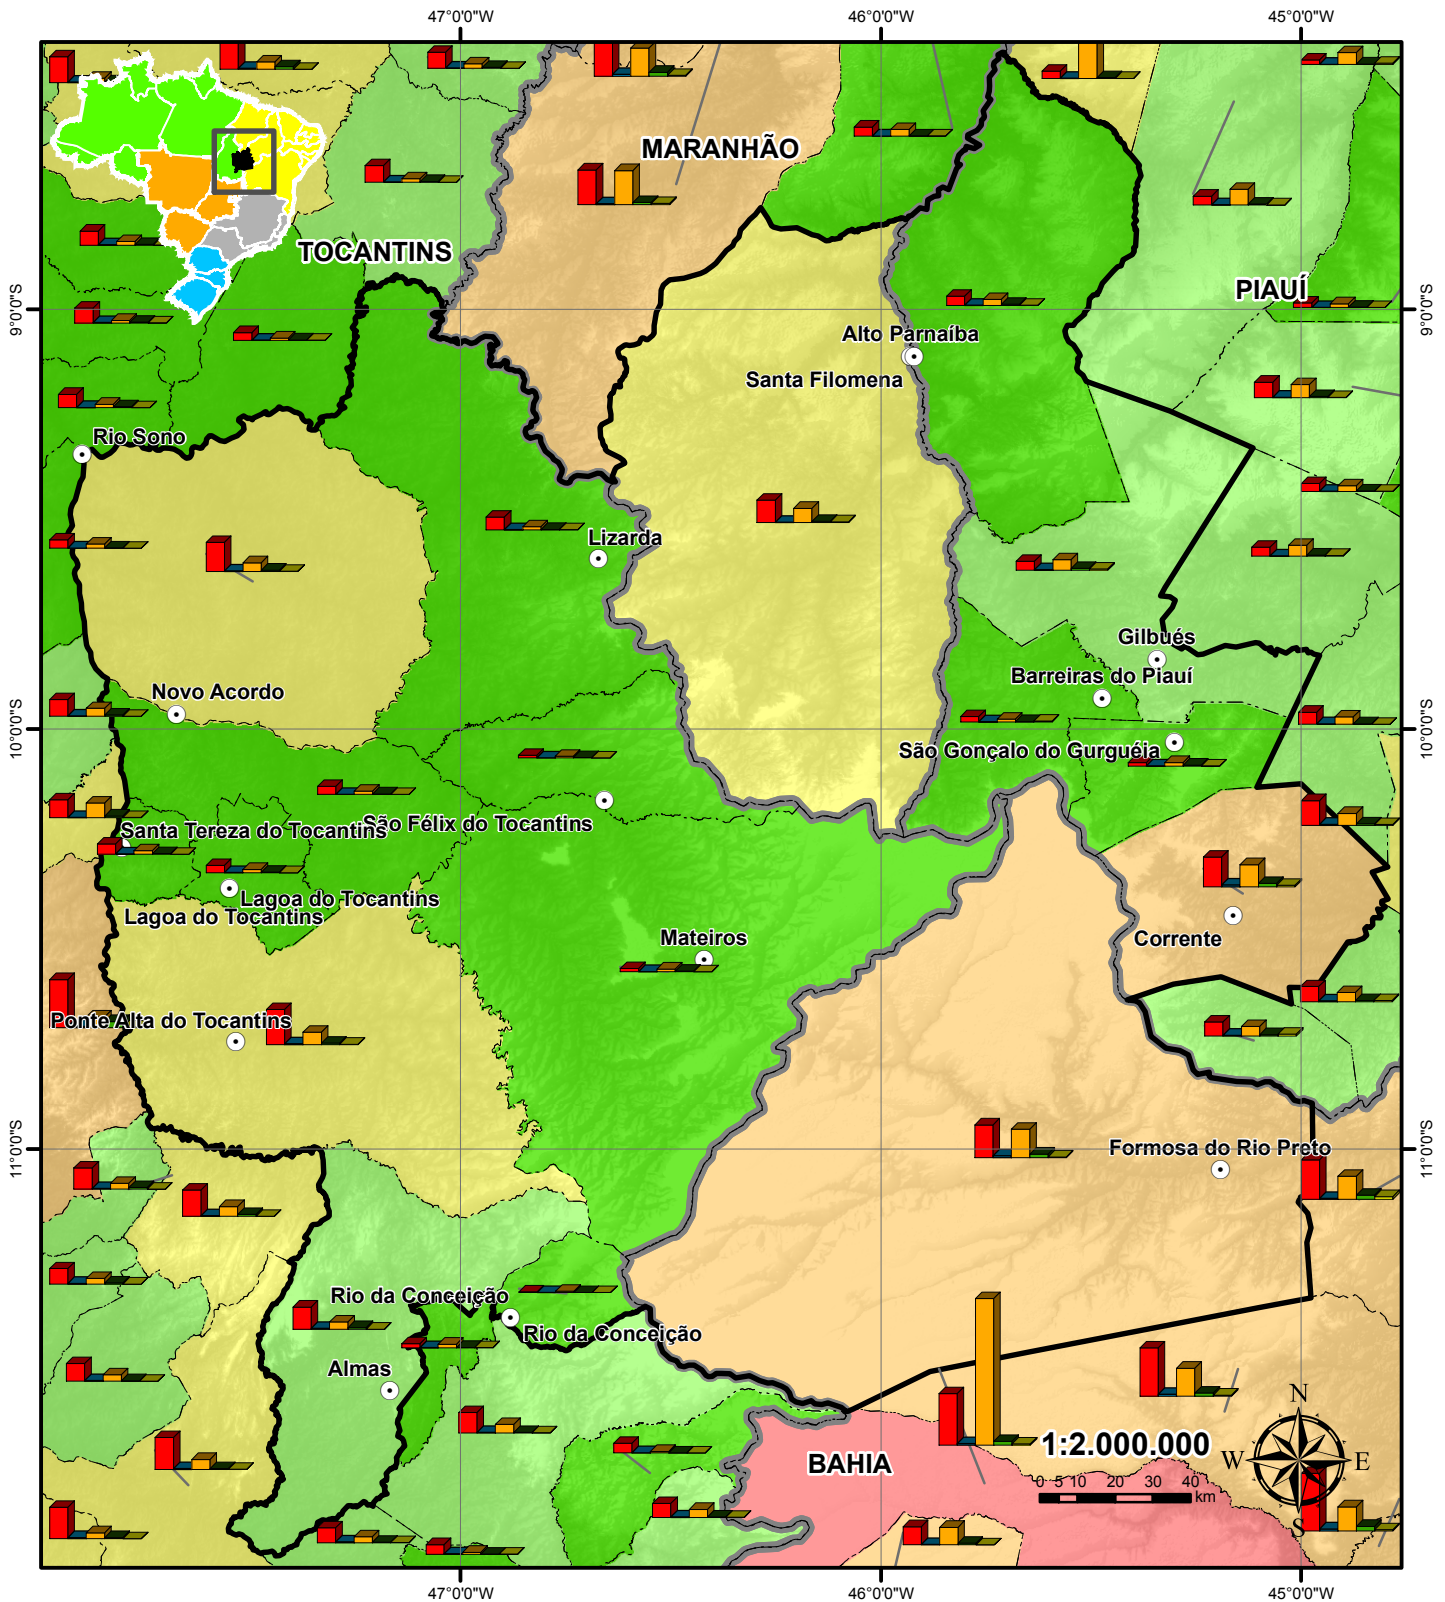 47°0'0"W
46°0'0"W
45°0'0"W
MARANHÃO
TOCANTINS
PIAUÍ
9°0'0"S
9°0'0"S
Alto Parnaíba
Santa Filomena
Rio Sono
Lizarda
Gilbués
Barreiras do Piauí
Novo Acordo
10°0'0"S
10°0'0"S
São Gonçalo do Gurguéia
Santa Tereza do Tocantins
São Félix do Tocantins
Lagoa do Tocantins
Lagoa do Tocantins
Mateiros
Corrente
Ponte Alta do Tocantins
11°0'0"S
11°0'0"S
Formosa do Rio Preto
Rio da Conceição
Rio da Conceição
Almas
BAHIA
1:2.000.000
0 5 10 20 30 40
km
N
W
E
S
47°0'0"W
46°0'0"W
45°0'0"W